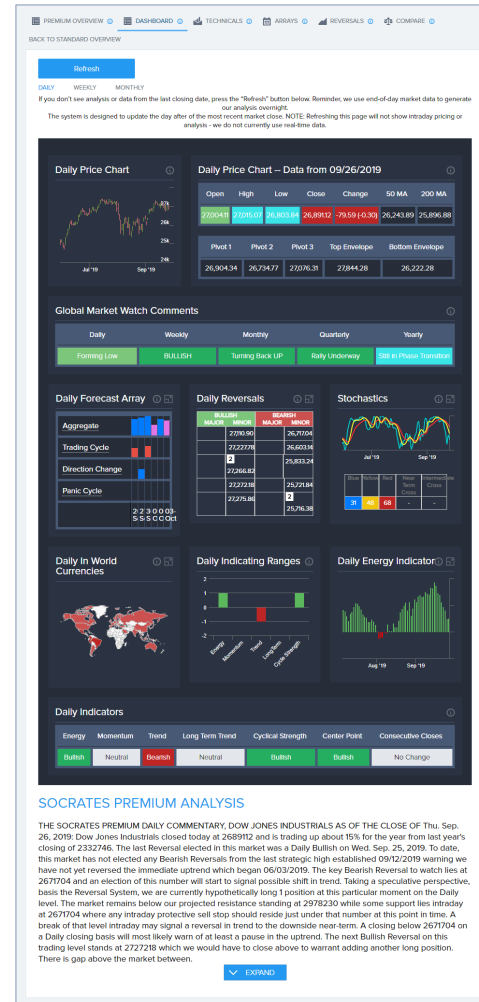 PREMIUM OVERVIEW DASHBOARD TECHNICALS ARRAYS REVERSALS COMPARE
BACK TO STANDARD OVERVIEW
Refresh
DAILY WEEKLY MONTHLY
If you don't see analysis or data from the last closing date, press the "Refresh" button below. Reminder, we use end-of-day market data to generate
our analysis overnight.
The system is designed to update the day after of the most recent market close. NOTE: Refreshing this page will not show intraday pricing or
analysis - we do not currently use real-time data.
Daily Price Chart
27k
26k
25k
24k
Jul '19 Sep '19
Daily Price Chart – Data from 09/26/2019
Open High Low Close Change 50 MA 200 MA
27,004.11 27,015.07 26,803.84 26,891.12 -79.59 (-0.30) 26,243.89 25,896.88
Pivot 1 Pivot 2 Pivot 3 Top Envelope Bottom Envelope
26,904.34 26,734.77 27,076.31 27,844.28 26,222.28
Global Market Watch Comments
Daily Weekly Monthly Quarterly Yearly
Forming Low BULLISH Turning Back UP Rally Underway Still in Phase Transition
Daily Forecast Array
Aggregate
Trading Cycle
Direction Change
Panic Cycle
2 2 3 0 0 03-
S S S C C Oct
Daily Reversals
BULLISH BEARISH
MAJOR MINOR MAJOR MINOR
27,110.90 26,717.04
27,227.78 26,603.14
2 25,833.24
27,266.82
27,272.18 25,721.84
27,275.86 2
25,716.38
Stochastics
Jul '19 Sep '19
Blue Yellow Red Near Term Cross Intermediate Cross
31 48 68 - -
Daily In World
Currencies
Daily Indicating Ranges
2
1
0
-1
-2
Energy Momentum Trend LongTerm Cycle Strength
Daily Energy Indicator
Aug '19 Sep '19
Daily Indicators
Energy Momentum Trend Long Term Trend Cyclical Strength Center Point Consecutive Closes
Bullish Neutral Bearish Neutral Bullish Bullish No Change
SOCRATES PREMIUM ANALYSIS
THE SOCRATES PREMIUM DAILY COMMENTARY, DOW JONES INDUSTRIALS AS OF THE CLOSE OF Thu. Sep.
26, 2019: Dow Jones Industrials closed today at 2689112 and is trading up about 15% for the year from last year's
closing of 2332746. The last Reversal elected in this market was a Daily Bullish on Wed. Sep. 25, 2019. To date,
this market has not elected any Bearish Reversals from the last strategic high established 09/12/2019 warning we
have not yet reversed the immediate uptrend which began 06/03/2019. The key Bearish Reversal to watch lies at
2671704 and an election of this number will start to signal possible shift in trend. Taking a speculative perspective,
basis the Reversal System, we are currently hypothetically long 1 position at this particular moment on the Daily
level. The market remains below our projected resistance standing at 2978230 while some support lies intraday
at 2671704 where any intraday protective sell stop should reside just under that number at this point in time. A
break of that level intraday may signal a reversal in trend to the downside near-term. A closing below 2671704 on
a Daily closing basis will most likely warn of at least a pause in the uptrend. The next Bullish Reversal on this
trading level stands at 2727218 which we would have to close above to warrant adding another long position.
There is gap above the market between.
EXPAND